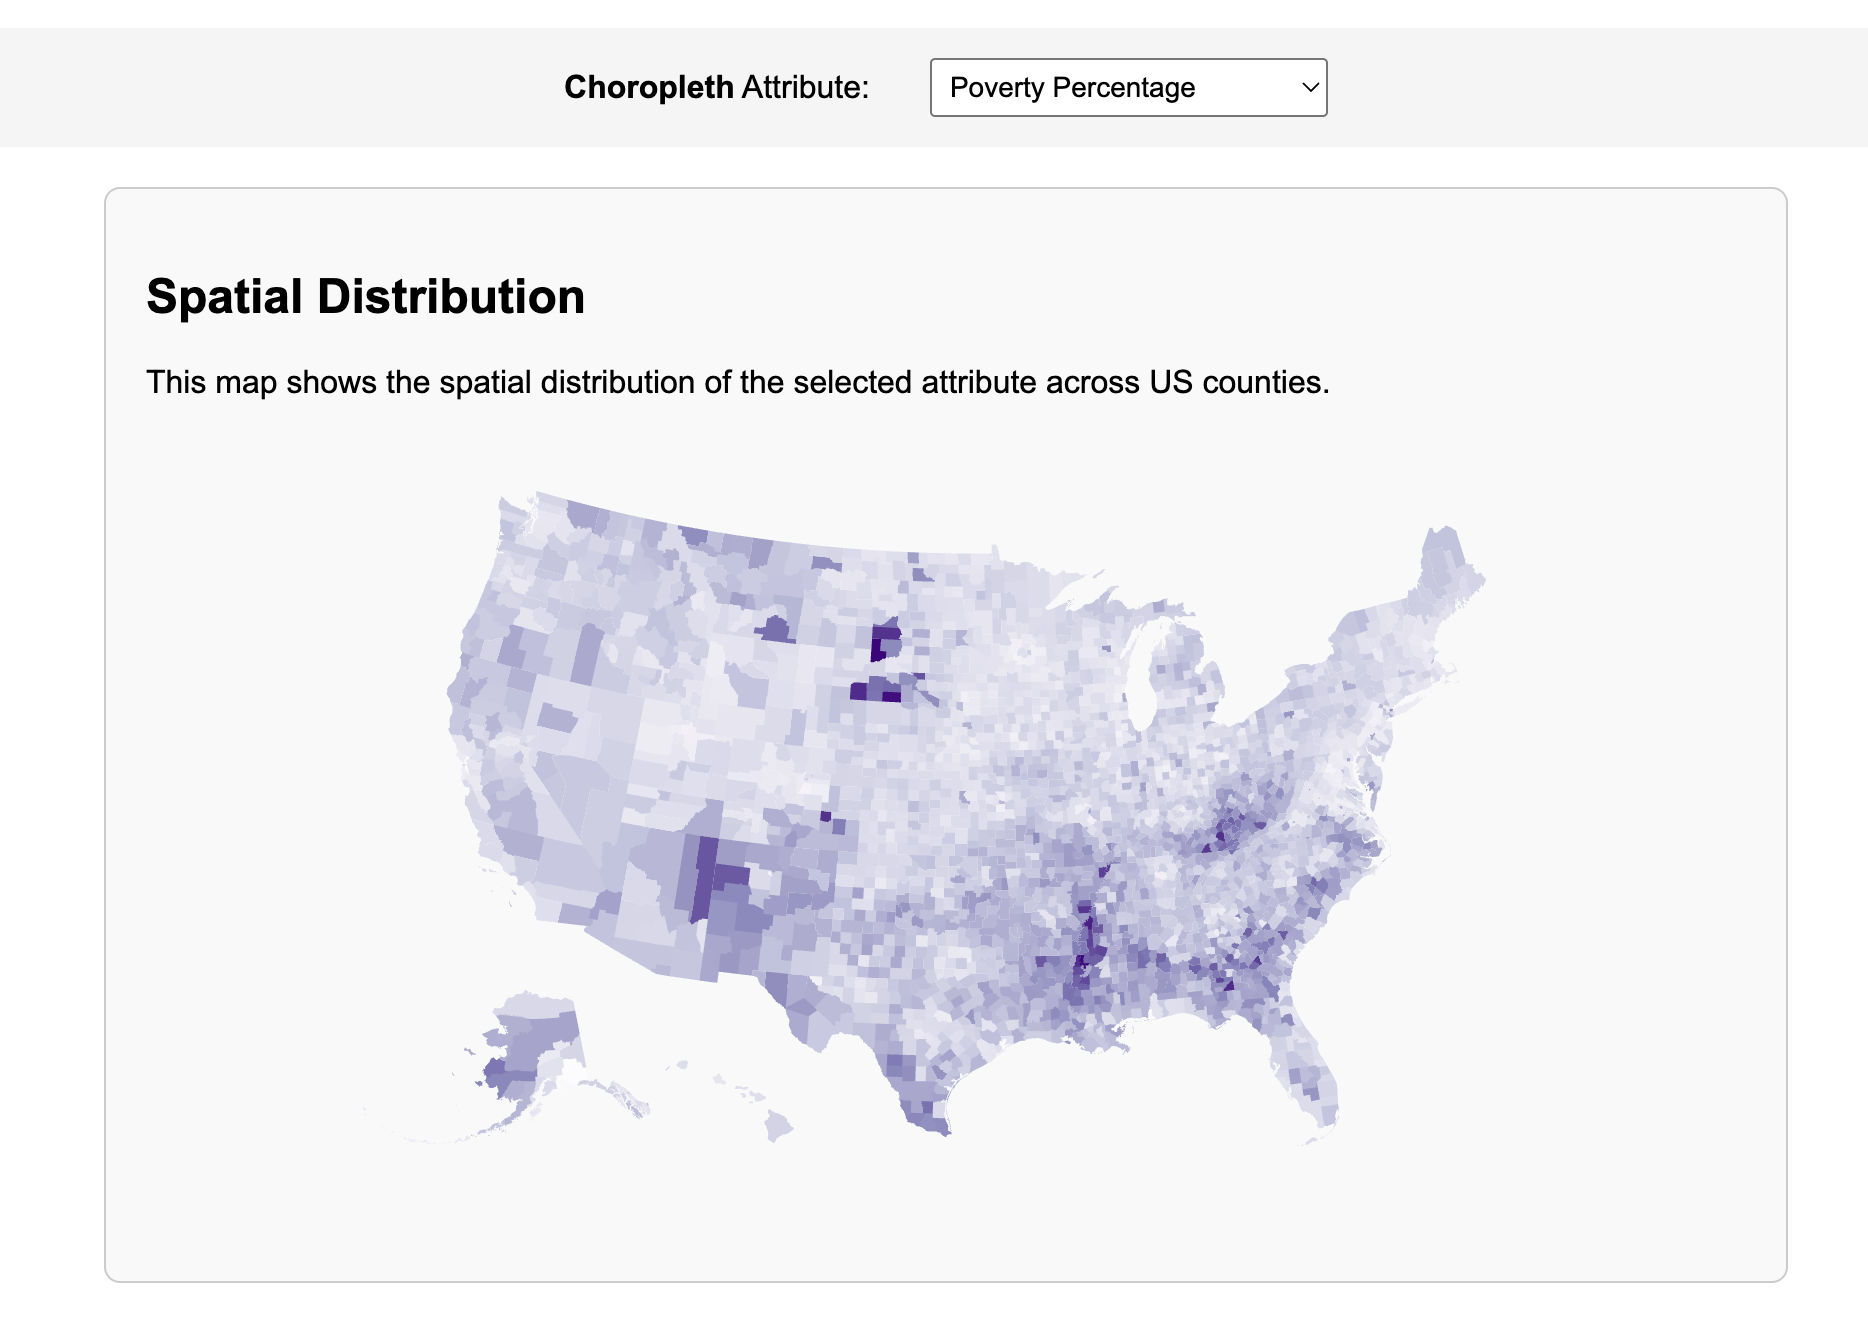 Choropleth Attribute: Poverty Percentage
Spatial Distribution
This map shows the spatial distribution of the selected attribute across US counties.